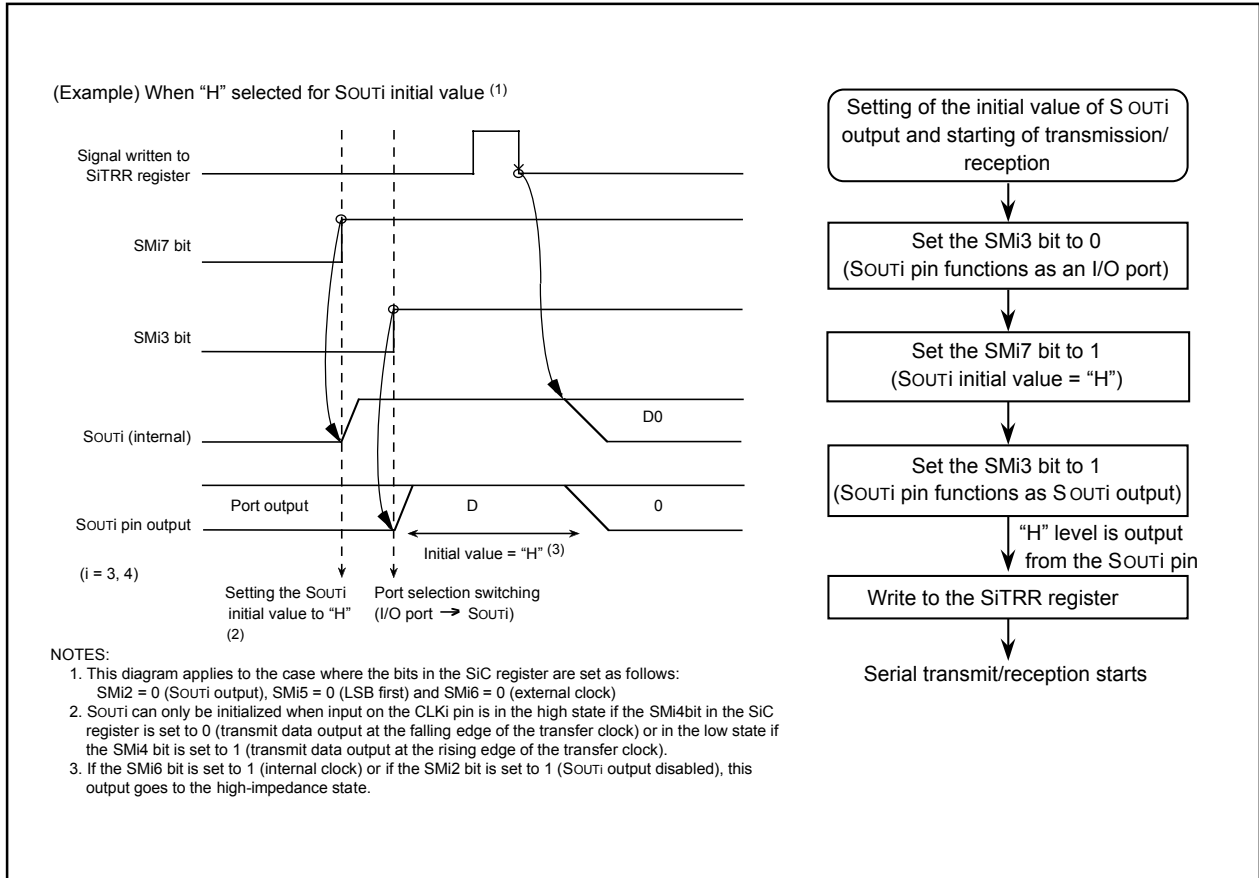 (Example) When “H” selected for SOUTi initial value (1)
Signal written to
SiTRR register
SMi7 bit
SMi3 bit
SOUTi (internal)
D0
SOUTi pin output
Port output
D
0
Initial value = “H” (3)
(i = 3, 4)
Setting the SOUTi
initial value to “H”
(2)
Port selection switching
(I/O port → SOUTi)
NOTES:
1. This diagram applies to the case where the bits in the SiC register are set as follows:
SMi2 = 0 (SOUTi output), SMi5 = 0 (LSB first) and SMi6 = 0 (external clock)
2. SOUTi can only be initialized when input on the CLKi pin is in the high state if the SMi4bit in the SiC
register is set to 0 (transmit data output at the falling edge of the transfer clock) or in the low state if
the SMi4 bit is set to 1 (transmit data output at the rising edge of the transfer clock).
3. If the SMi6 bit is set to 1 (internal clock) or if the SMi2 bit is set to 1 (SOUTi output disabled), this
output goes to the high-impedance state.
Setting of the initial value of S OUTi
output and starting of transmission/
reception
Set the SMi3 bit to 0
(SOUTi pin functions as an I/O port)
Set the SMi7 bit to 1
(SOUTi initial value = “H”)
Set the SMi3 bit to 1
(SOUTi pin functions as S OUTi output)
“H” level is output
from the SOUTi pin
Write to the SiTRR register
Serial transmit/reception starts